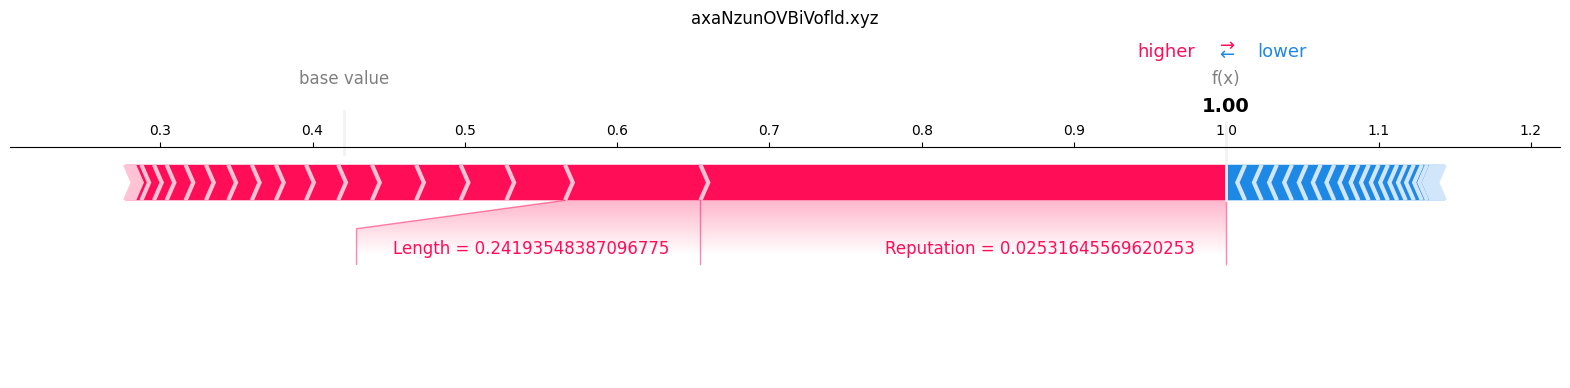 axaNzunOVBiVofld.xyz
higher ⇄ lower
base value
f(x)
1.00
0.3 0.4 0.5 0.6 0.7 0.8 0.9 1.0 1.1 1.2
Length = 0.24193548387096775
Reputation = 0.02531645569620253